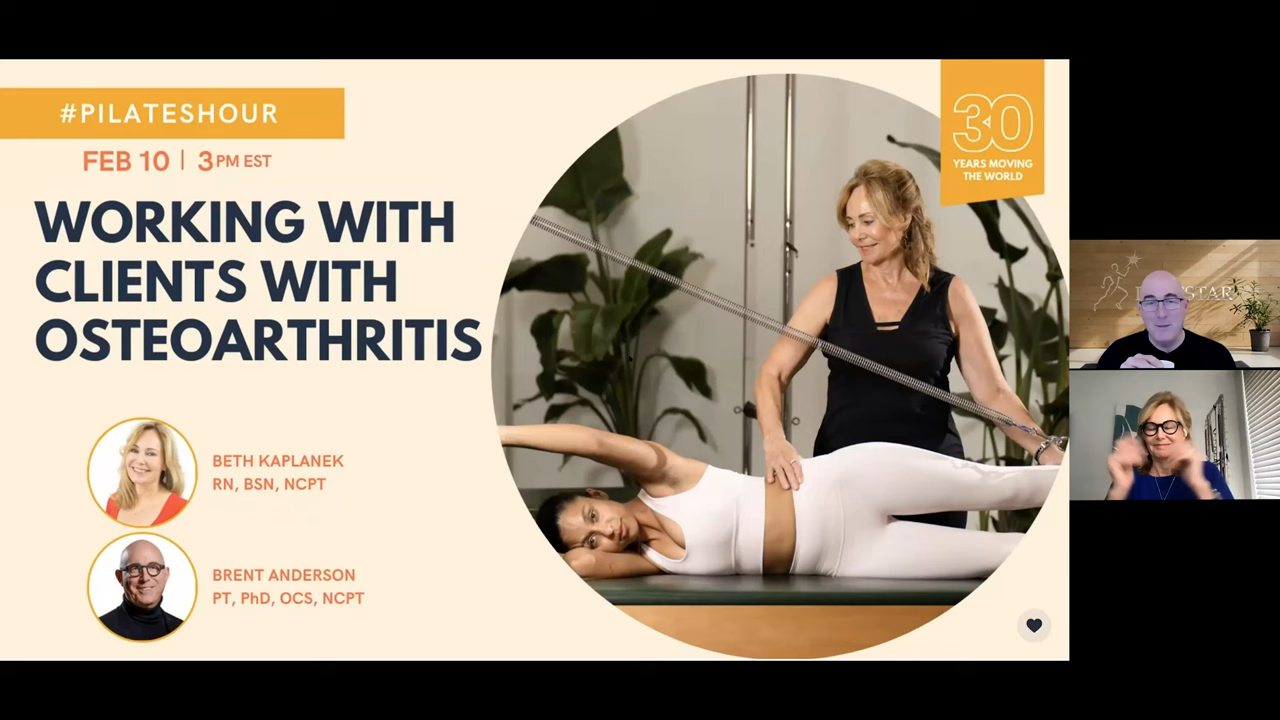 #PILATESHOUR
FEB 10 | 3PM EST
WORKING WITH
CLIENTS WITH
OSTEOARTHRITIS
BETH KAPLANEK
RN, BSN, NCPT
BRENT ANDERSON
PT, PhD, OCS, NCPT
30
YEARS MOVING
THE WORLD